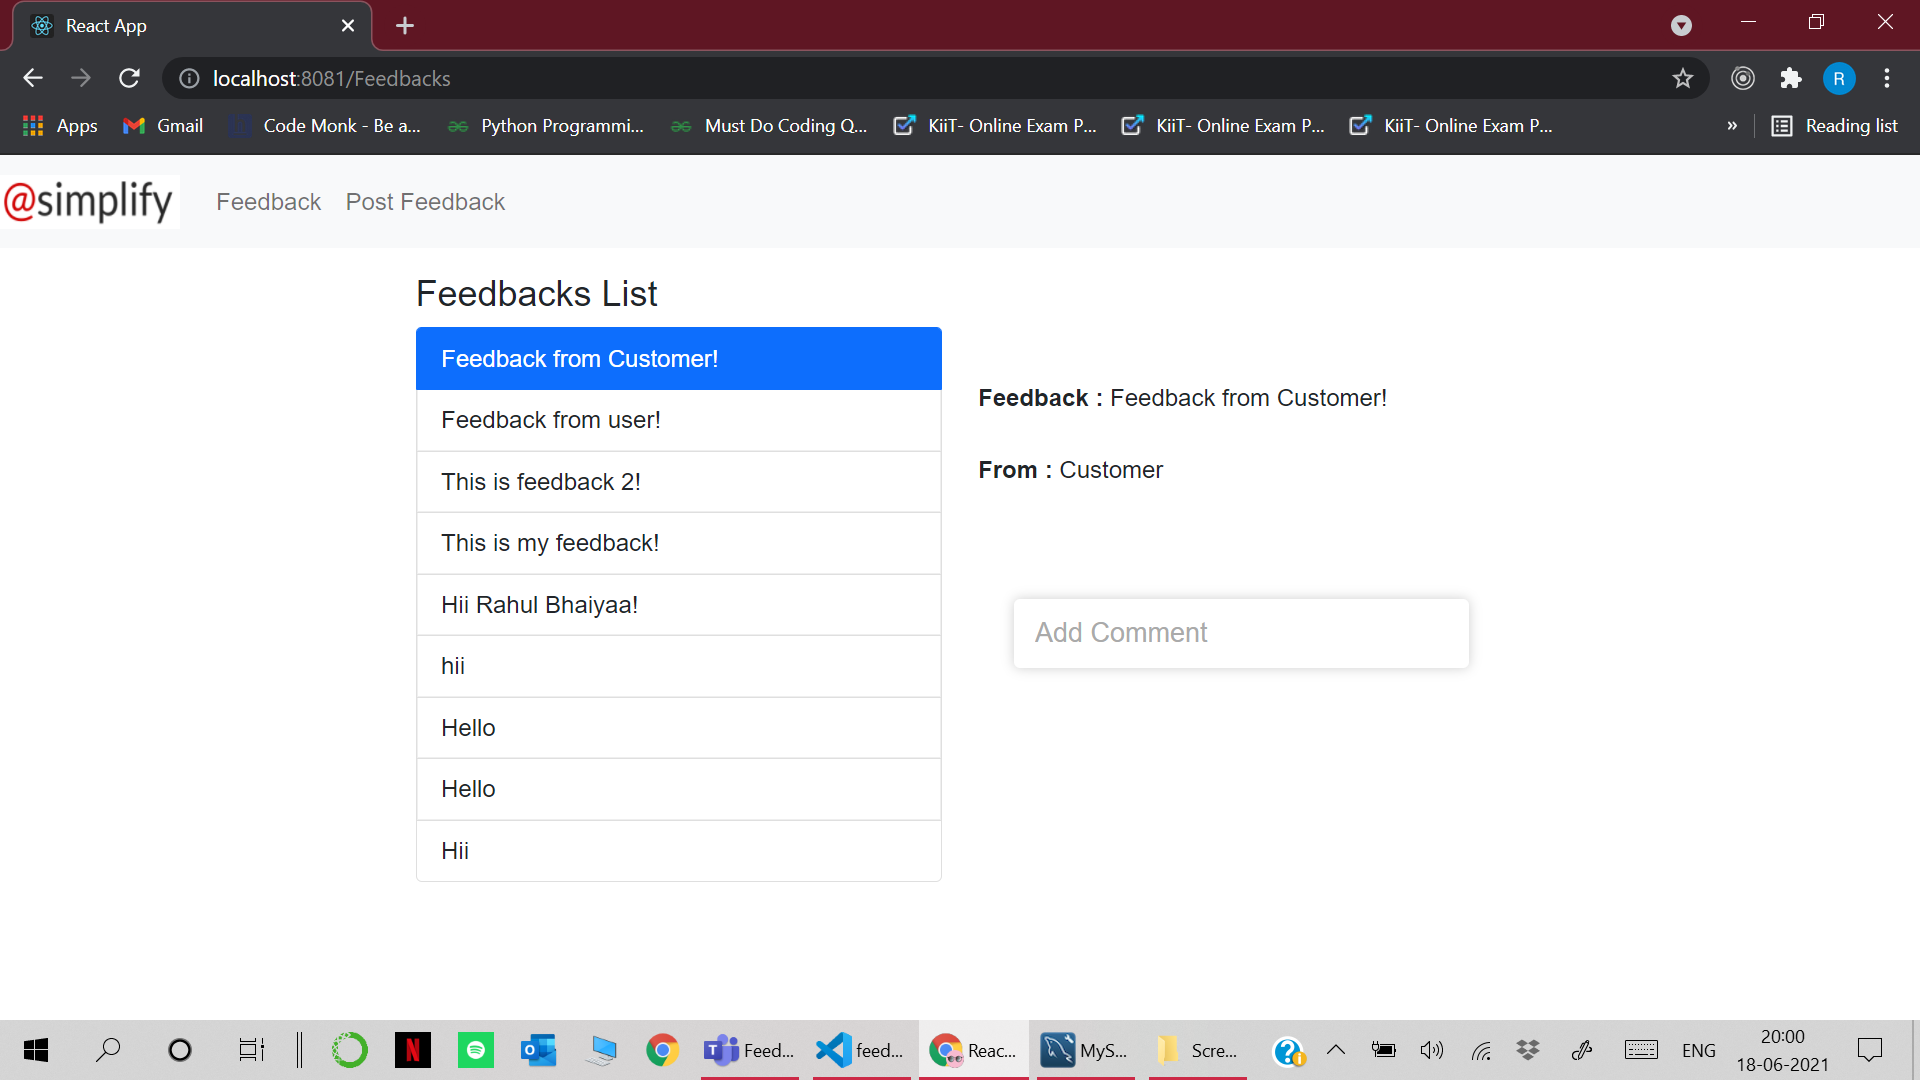 React App
localhost:8081/Feedbacks
R
Apps
Gmail
Code Monk - Be a...
Python Programmi...
Must Do Coding Q...
KiiT- Online Exam P...
KiiT- Online Exam P...
KiiT- Online Exam P...
»
Reading list
@simplify
Feedback
Post Feedback
Feedbacks List
Feedback from Customer!
Feedback from user!
This is feedback 2!
This is my feedback!
Hii Rahul Bhaiyaa!
hii
Hello
Hello
Hii
Feedback : Feedback from Customer!
From : Customer
Add Comment
Feed...
feed...
Reac...
MyS...
Scre...
ENG
20:00
18-06-2021